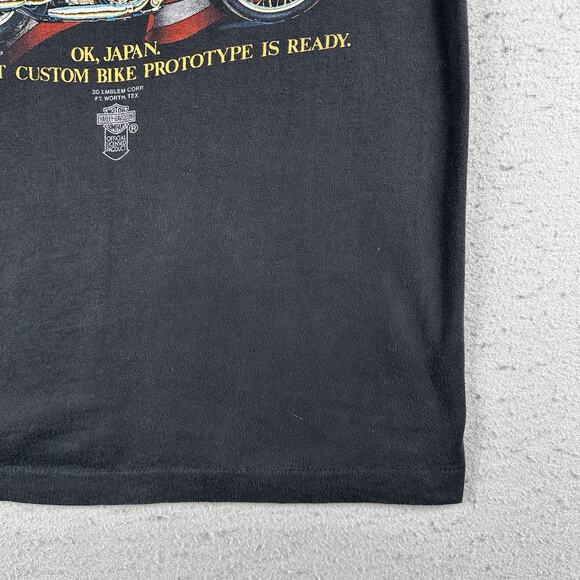 OK, JAPAN.
T CUSTOM BIKE PROTOTYPE IS READY.
3D EMBLEM CORP.
FT. WORTH, TEX
HARLEY-DAVIDSON
®
OFFICIAL
LICENSED
PRODUCT